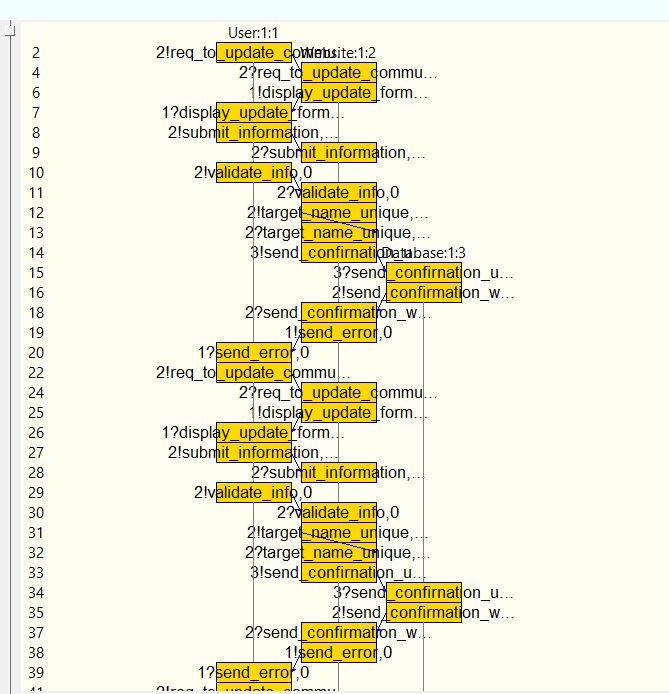 User:1:1
2 2!req_to_update_commu...
Website:1:2
4 2?req_to_update_commu...
6 1!display_update_form...
7 1?display_update_form...
8 2!submit_information,...
9 2?submit_information,...
10 2!validate_info,0
11 2?validate_info,0
12 2!target_name_unique,...
13 2?target_name_unique,...
14 3!send_confirmation_u...
Database:1:3
15 3?send_confirnation_u...
16 2!send_confirmation_w...
18 2?send_confirmation_w...
19 1!send_error,0
20 1?send_error,0
22 2!req_to_update_commu...
24 2?req_to_update_commu...
25 1!display_update_form...
26 1?display_update_form...
27 2!submit_information,...
28 2?submit_information,...
29 2!validate_info,0
30 2?validate_info,0
31 2!target_name_unique,...
32 2?target_name_unique,...
33 3!send_confirmation_u...
34 3?send_confirnation_u...
35 2!send_confirmation_w...
37 2?send_confirmation_w...
38 1!send_error,0
39 1?send_error,0
41 2!req_to_update_commu...